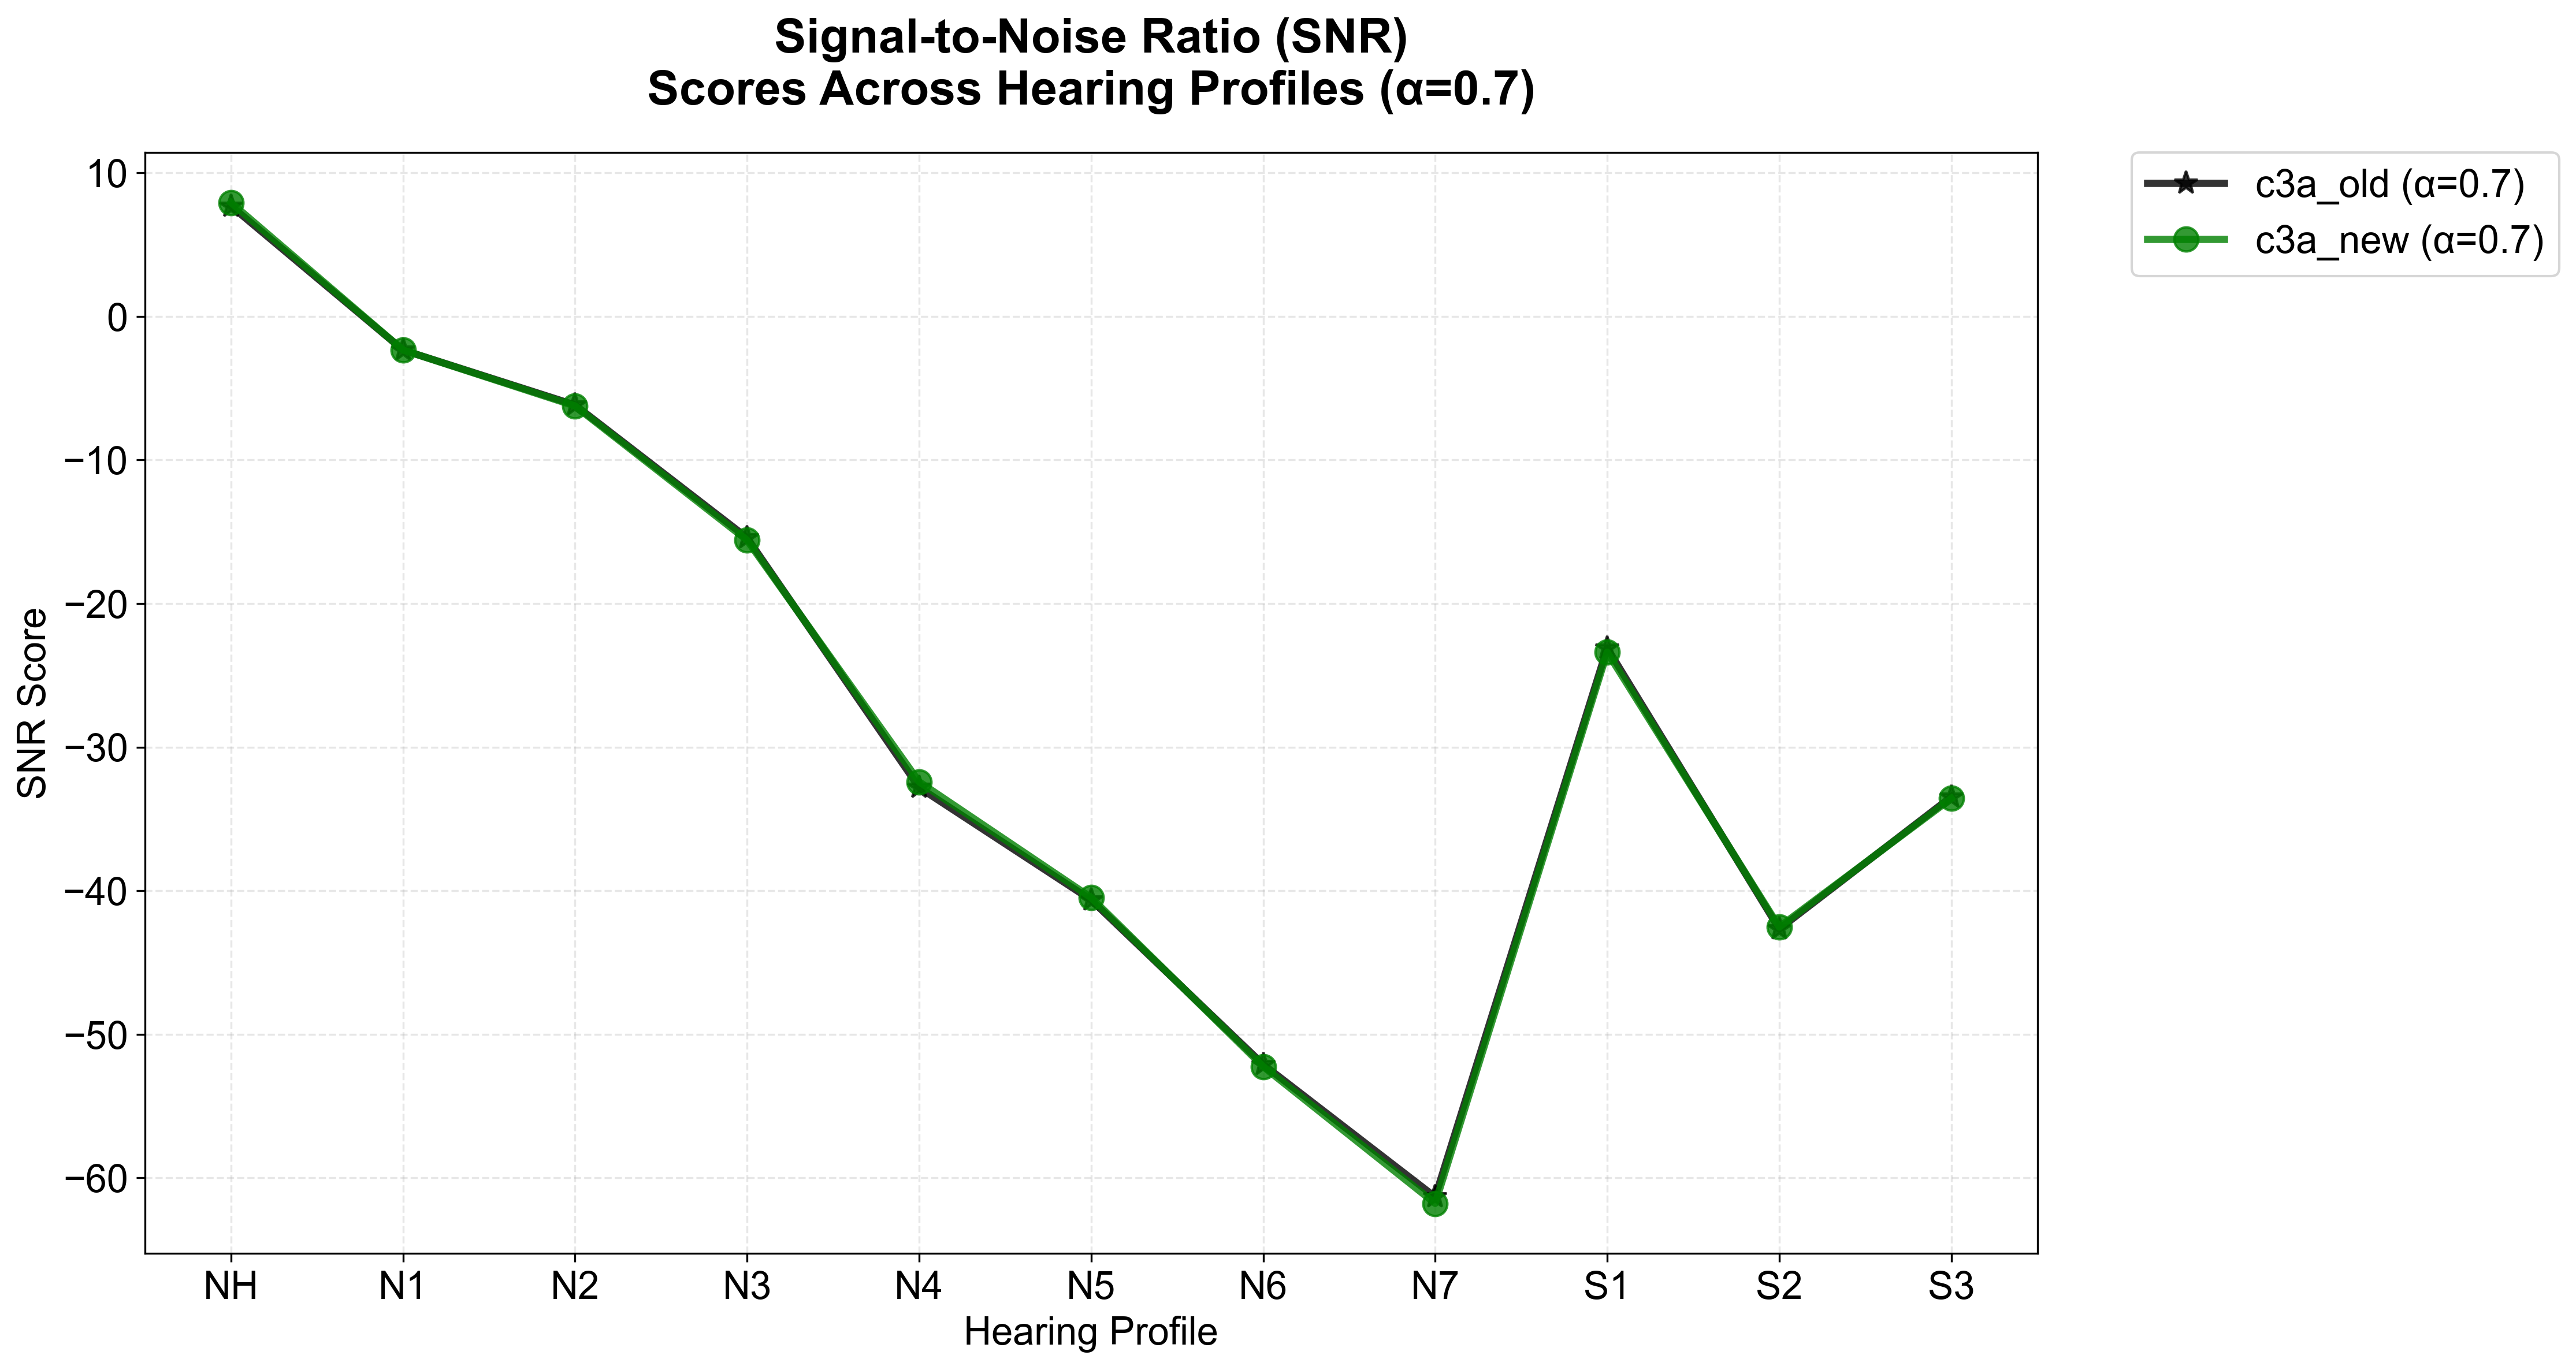 Signal-to-Noise Ratio (SNR)
Scores Across Hearing Profiles (α=0.7)
c3a_old (α=0.7)
c3a_new (α=0.7)
SNR Score
10
0
−10
−20
−30
−40
−50
−60
NH N1 N2 N3 N4 N5 N6 N7 S1 S2 S3
Hearing Profile